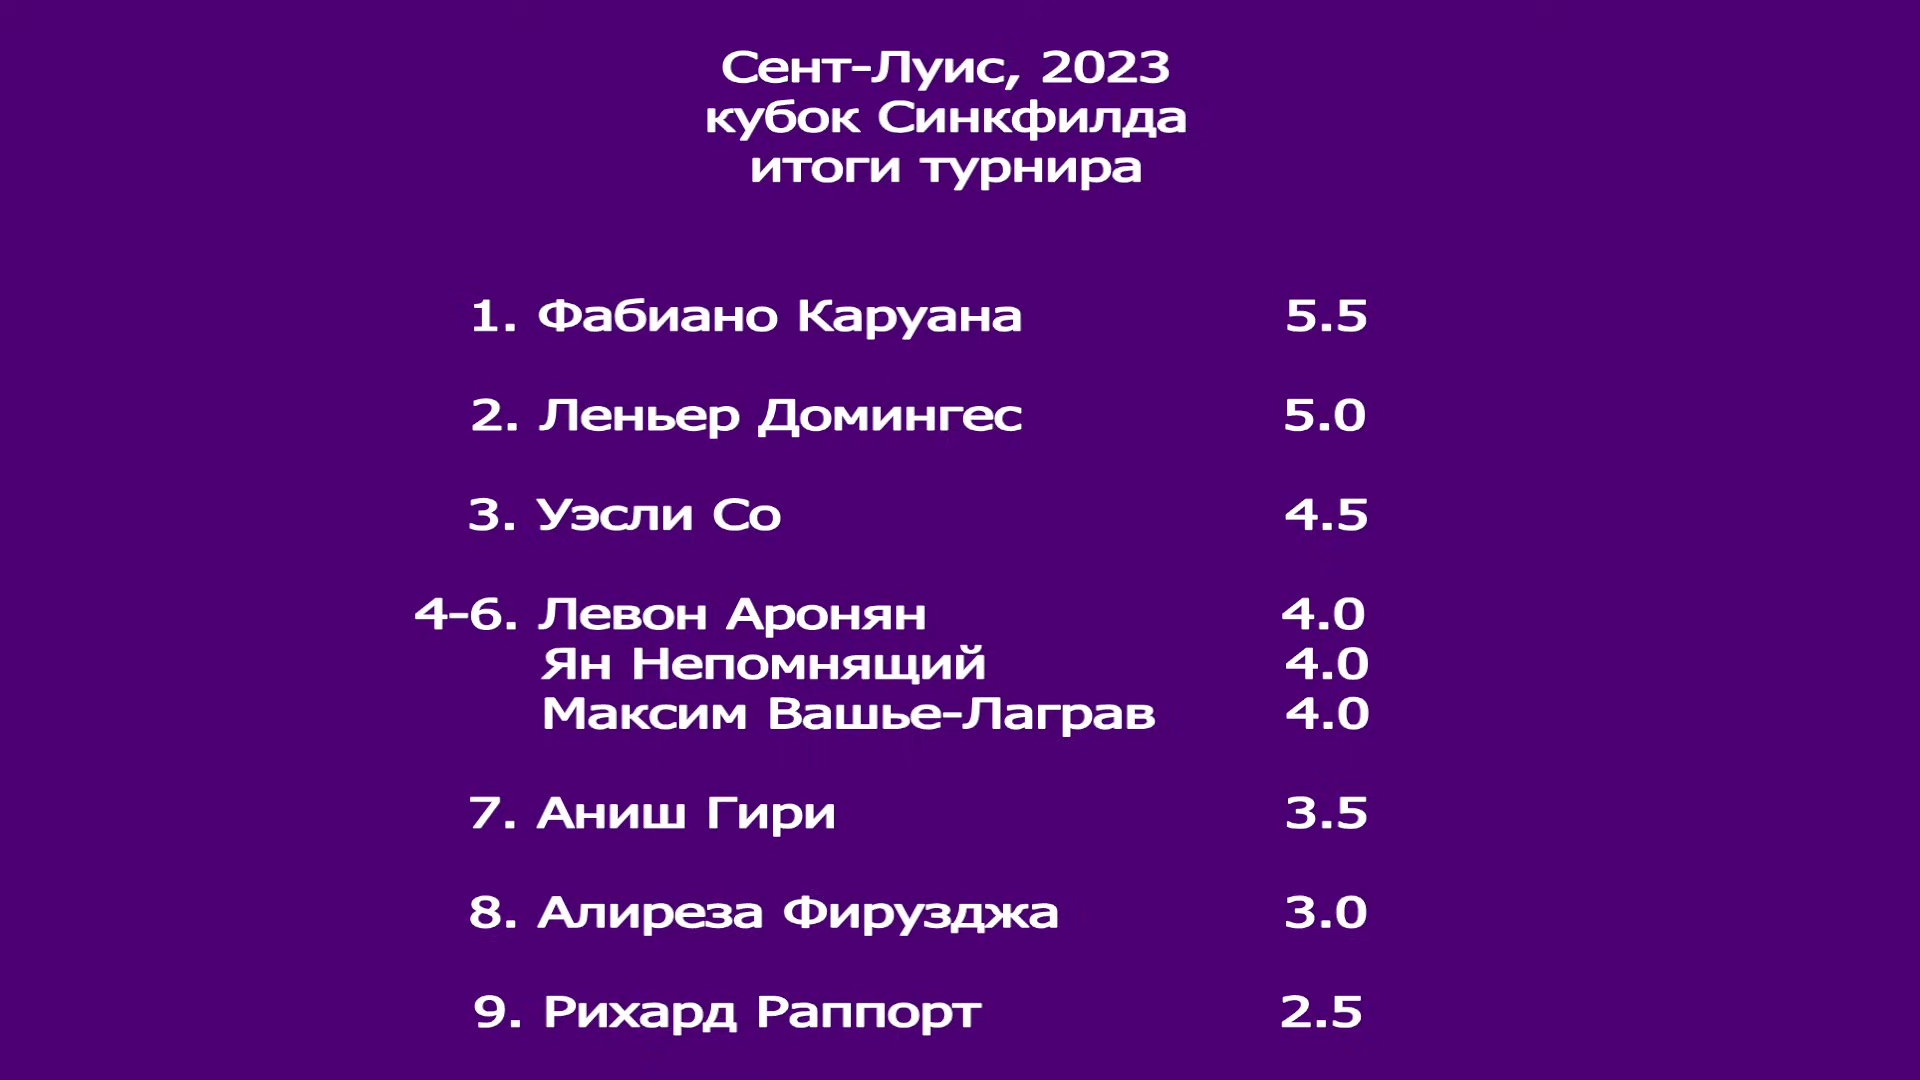 Сент-Луис, 2023
кубок Синкфилда
итоги турнира
1. Фабиано Каруана 5.5
2. Леньер Домингес 5.0
3. Уэсли Со 4.5
4-6. Левон Аронян 4.0
Ян Непомнящий 4.0
Максим Вашье-Лаграв 4.0
7. Аниш Гири 3.5
8. Алиреза Фирузджа 3.0
9. Рихард Раппорт 2.5